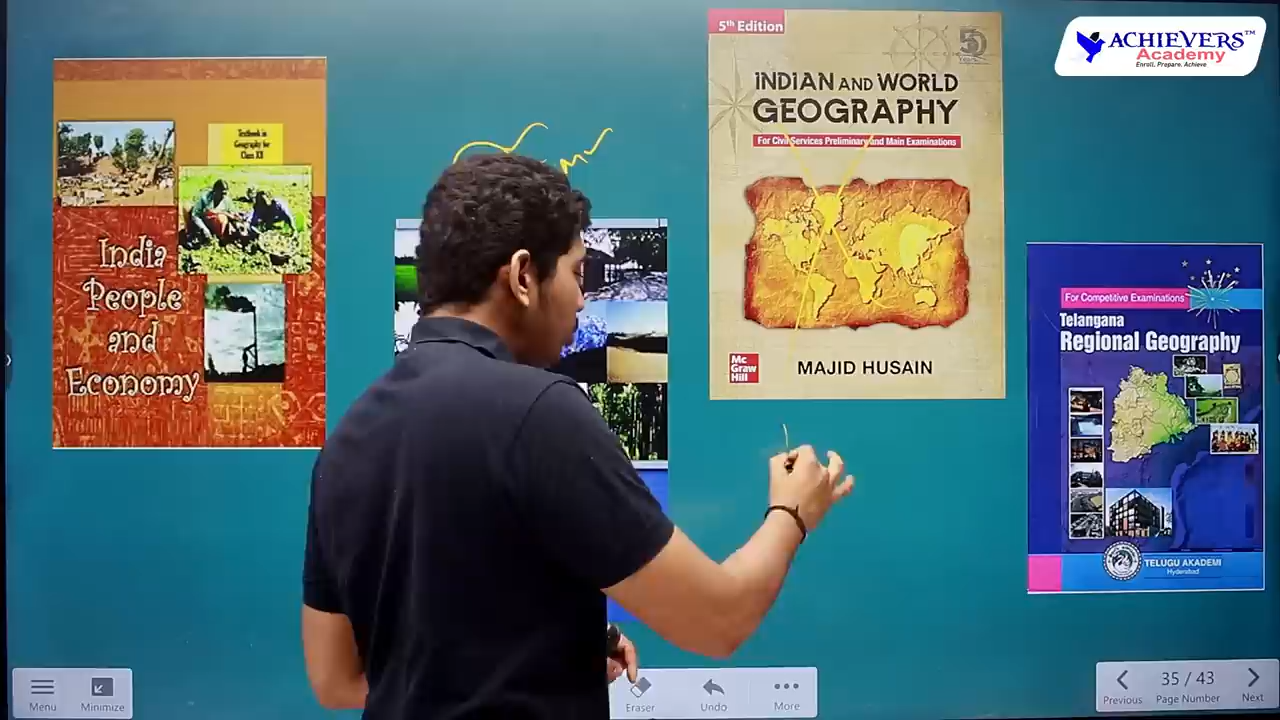 5th Edition
50
INDIAN AND WORLD
GEOGRAPHY
For Civil Services Preliminary and Main Examinations
Mc
Graw
Hill
MAJID HUSAIN
ACHIEVERS™
Academy
Enroll, Prepare, Achieve
Textbook in
Geography for
Class XII
India
People
and
Economy
For Competitive Examinations
Telangana
Regional Geography
TELUGU AKADEMI
Hyderabad
Menu
Minimize
Eraser
Undo
More
35 / 43
Previous
Page Number
Next